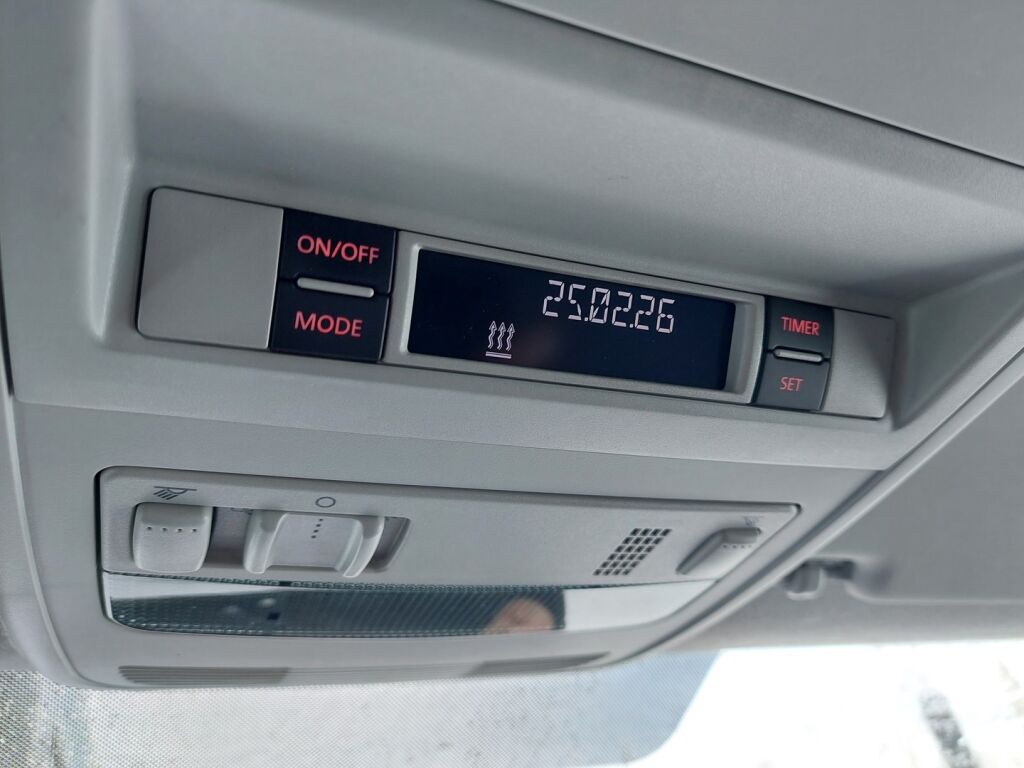 ON/OFF
MODE
25.02.26
TIMER
SET